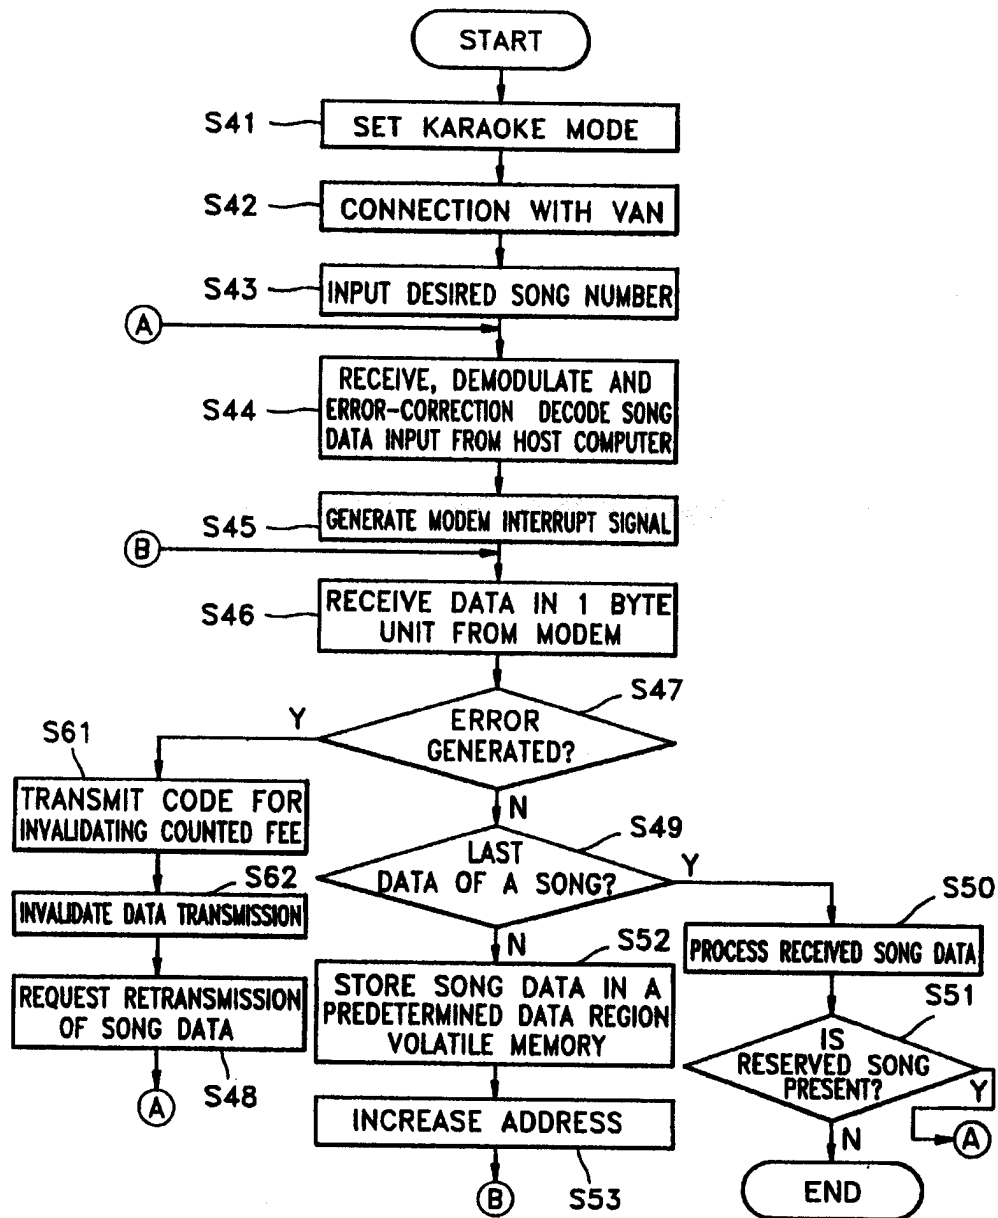 START
S41
SET KARAOKE MODE
S42
CONNECTION WITH VAN
S43
INPUT DESIRED SONG NUMBER
A
S44
RECEIVE, DEMODULATE AND
ERROR-CORRECTION DECODE SONG
DATA INPUT FROM HOST COMPUTER
S45
GENERATE MODEM INTERRUPT SIGNAL
B
S46
RECEIVE DATA IN 1 BYTE
UNIT FROM MODEM
S47
ERROR
GENERATED?
Y
N
S61
TRANSMIT CODE FOR
INVALIDATING COUNTED FEE
S62
INVALIDATE DATA TRANSMISSION
REQUEST RETRANSMISSION
OF SONG DATA
S48
A
S49
LAST
DATA OF A SONG?
Y
N
S52
STORE SONG DATA IN A
PREDETERMINED DATA REGION
VOLATILE MEMORY
INCREASE ADDRESS
S53
B
S50
PROCESS RECEIVED SONG DATA
S51
IS
RESERVED SONG
PRESENT?
Y
A
N
END